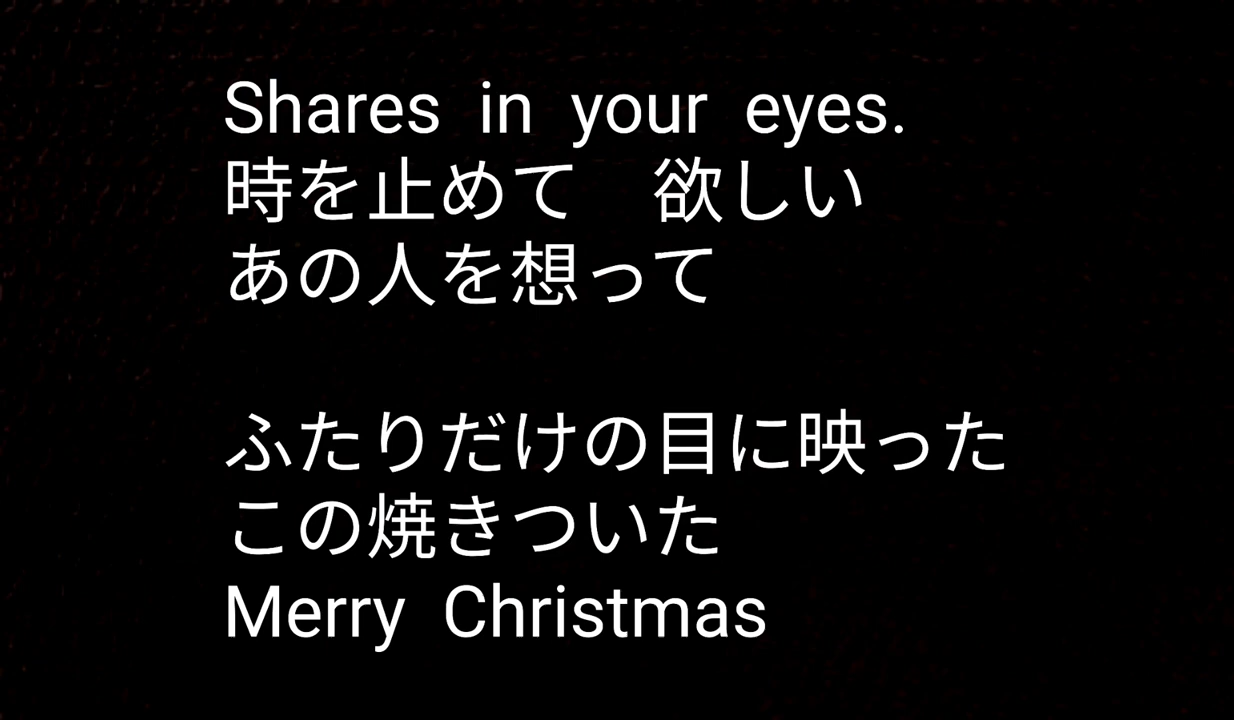 Shares in your eyes.
時を止めて　欲しい
あの人を想って
ふたりだけの目に映った
この焼きついた
Merry Christmas